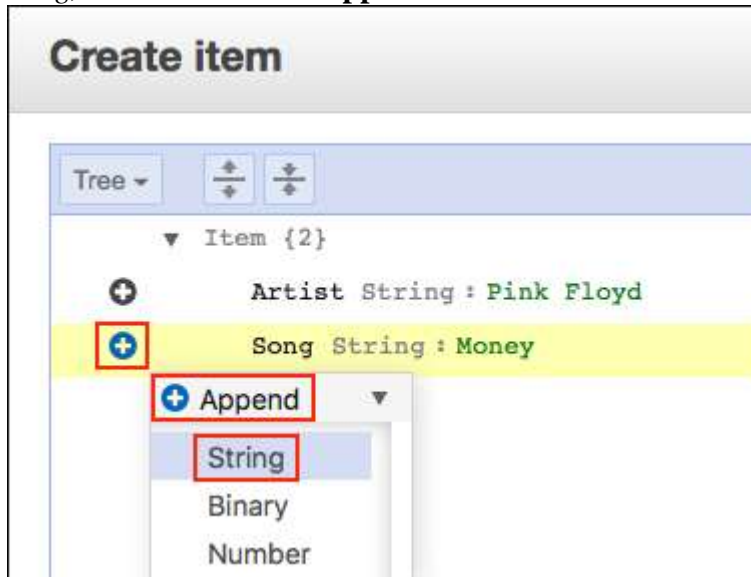 Create item
Tree
Item {2}
Artist String : Pink Floyd
Song String : Money
Append
String
Binary
Number